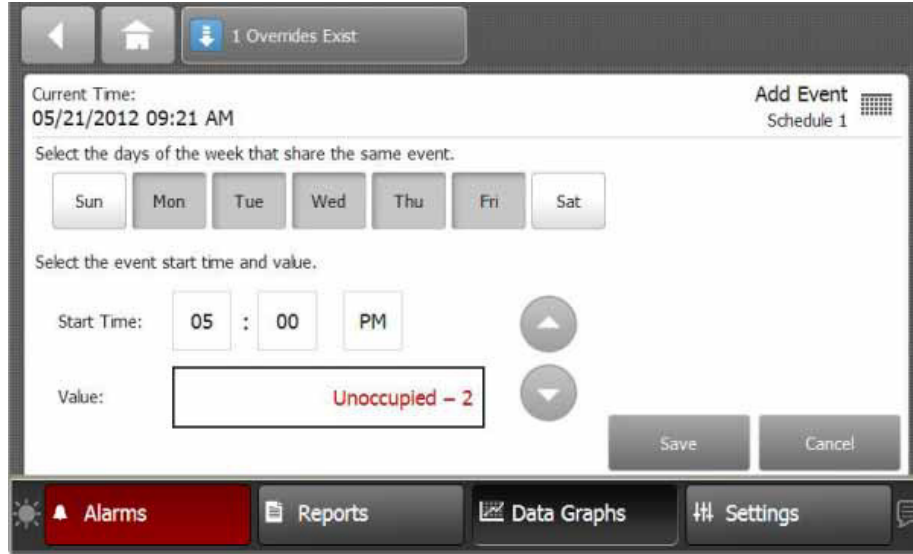 1 Overrides Exist
Current Time:
05/21/2012 09:21 AM
Add Event
Schedule 1
Select the days of the week that share the same event.
Sun Mon Tue Wed Thu Fri Sat
Select the event start time and value.
Start Time: 05 : 00 PM
Value: Unoccupied – 2
Save Cancel
Alarms Reports Data Graphs Settings